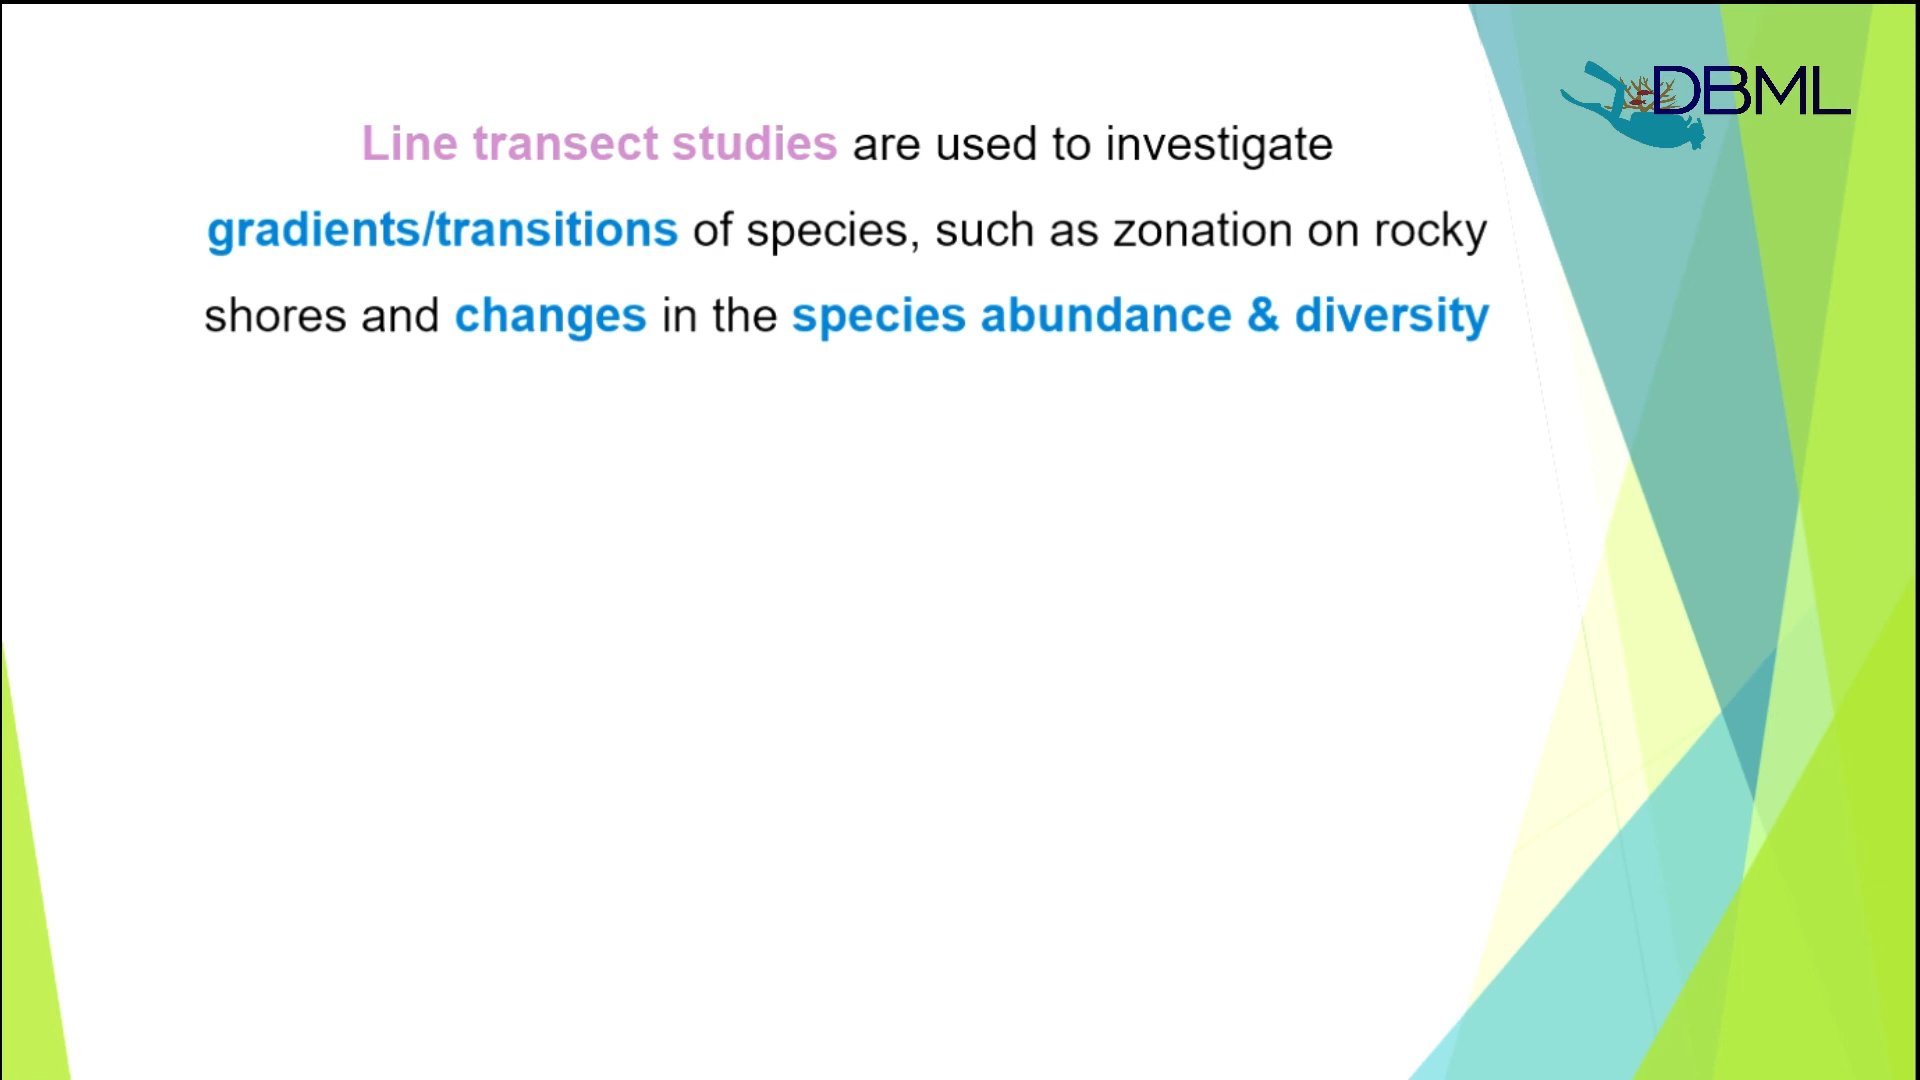 DBML
Line transect studies are used to investigate
gradients/transitions of species, such as zonation on rocky
shores and changes in the species abundance & diversity